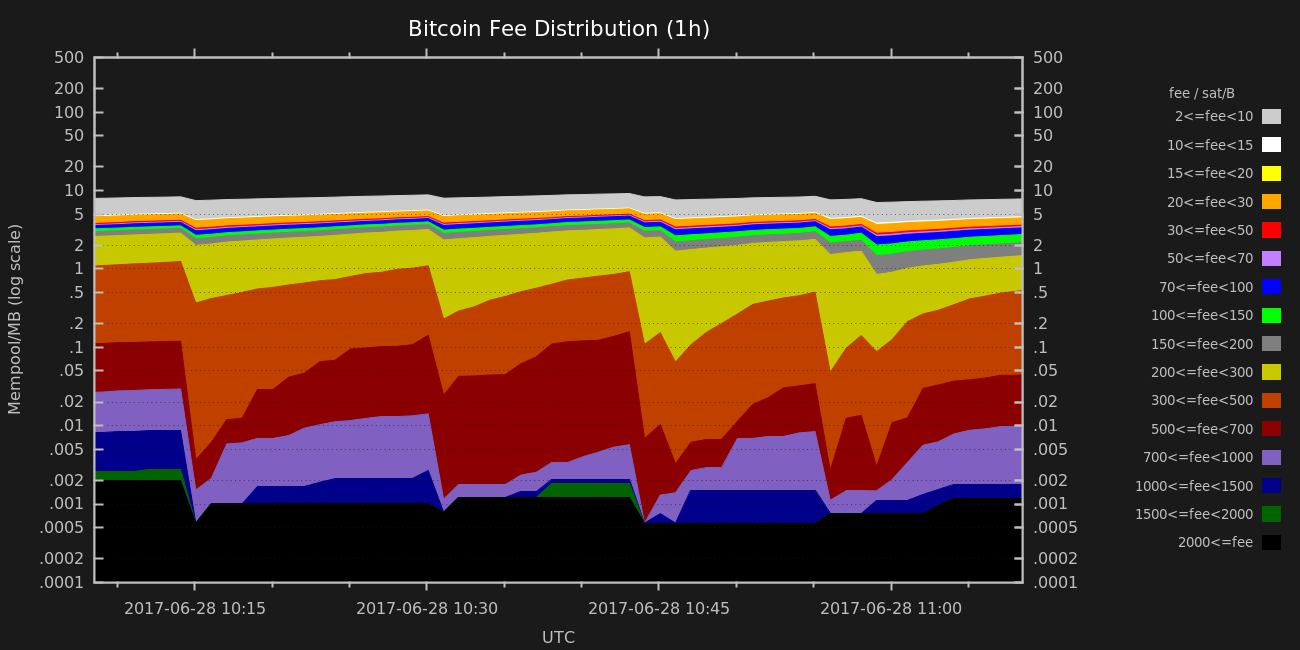 Bitcoin Fee Distribution (1h)
Mempool/MB (log scale)
500
200
100
50
20
10
5
2
1
.5
.2
.1
.05
.02
.01
.005
.002
.001
.0005
.0002
.0001
500
200
100
50
20
10
5
2
1
.5
.2
.1
.05
.02
.01
.005
.002
.001
.0005
.0002
.0001
2017-06-28 10:15
2017-06-28 10:30
2017-06-28 10:45
2017-06-28 11:00
UTC
fee / sat/B
2<=fee<10
10<=fee<15
15<=fee<20
20<=fee<30
30<=fee<50
50<=fee<70
70<=fee<100
100<=fee<150
150<=fee<200
200<=fee<300
300<=fee<500
500<=fee<700
700<=fee<1000
1000<=fee<1500
1500<=fee<2000
2000<=fee